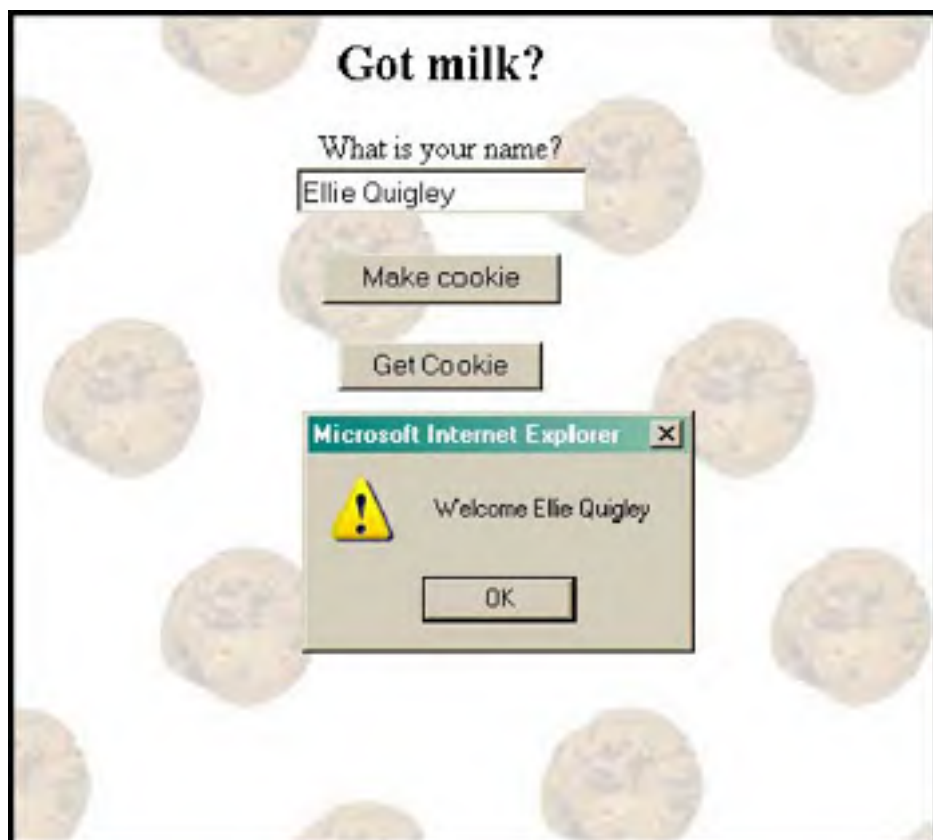 Got milk?
What is your name?
Ellie Quigley
Make cookie
Get Cookie
Microsoft Internet Explorer
Welcome Ellie Quigley
OK